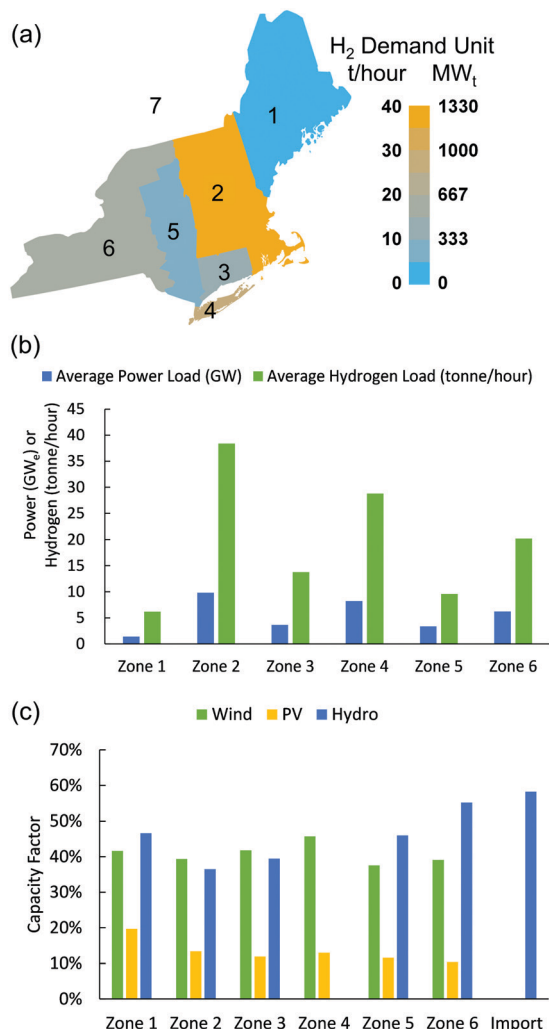 (a)
H2 Demand Unit
t/hour MWt
7
1
2
3
4
5
6
40 1330
30 1000
20 667
10 333
0 0
(b)
Average Power Load (GW) Average Hydrogen Load (tonne/hour)
Power (GWe) or
Hydrogen (tonne/hour)
45
40
35
30
25
20
15
10
5
0
Zone 1 Zone 2 Zone 3 Zone 4 Zone 5 Zone 6
(c)
Wind PV Hydro
Capacity Factor
70%
60%
50%
40%
30%
20%
10%
0%
Zone 1 Zone 2 Zone 3 Zone 4 Zone 5 Zone 6 Import